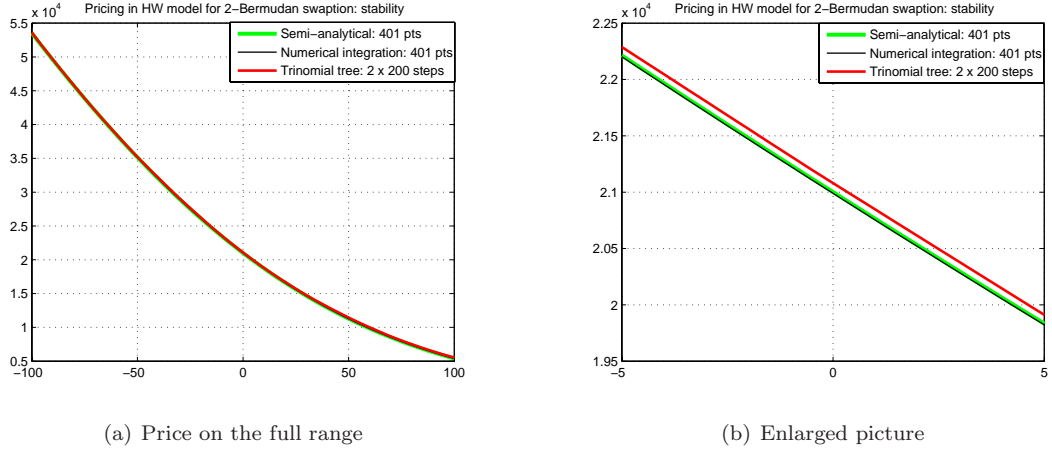 Pricing in HW model for 2−Bermudan swaption: stability
x 10^4
Semi−analytical: 401 pts
Numerical integration: 401 pts
Trinomial tree: 2 x 200 steps
5.5
5
4.5
4
3.5
3
2.5
2
1.5
1
0.5
−100
−50
0
50
100
(a) Price on the full range
Pricing in HW model for 2−Bermudan swaption: stability
x 10^4
Semi−analytical: 401 pts
Numerical integration: 401 pts
Trinomial tree: 2 x 200 steps
2.25
2.2
2.15
2.1
2.05
2
1.95
−5
0
5
(b) Enlarged picture